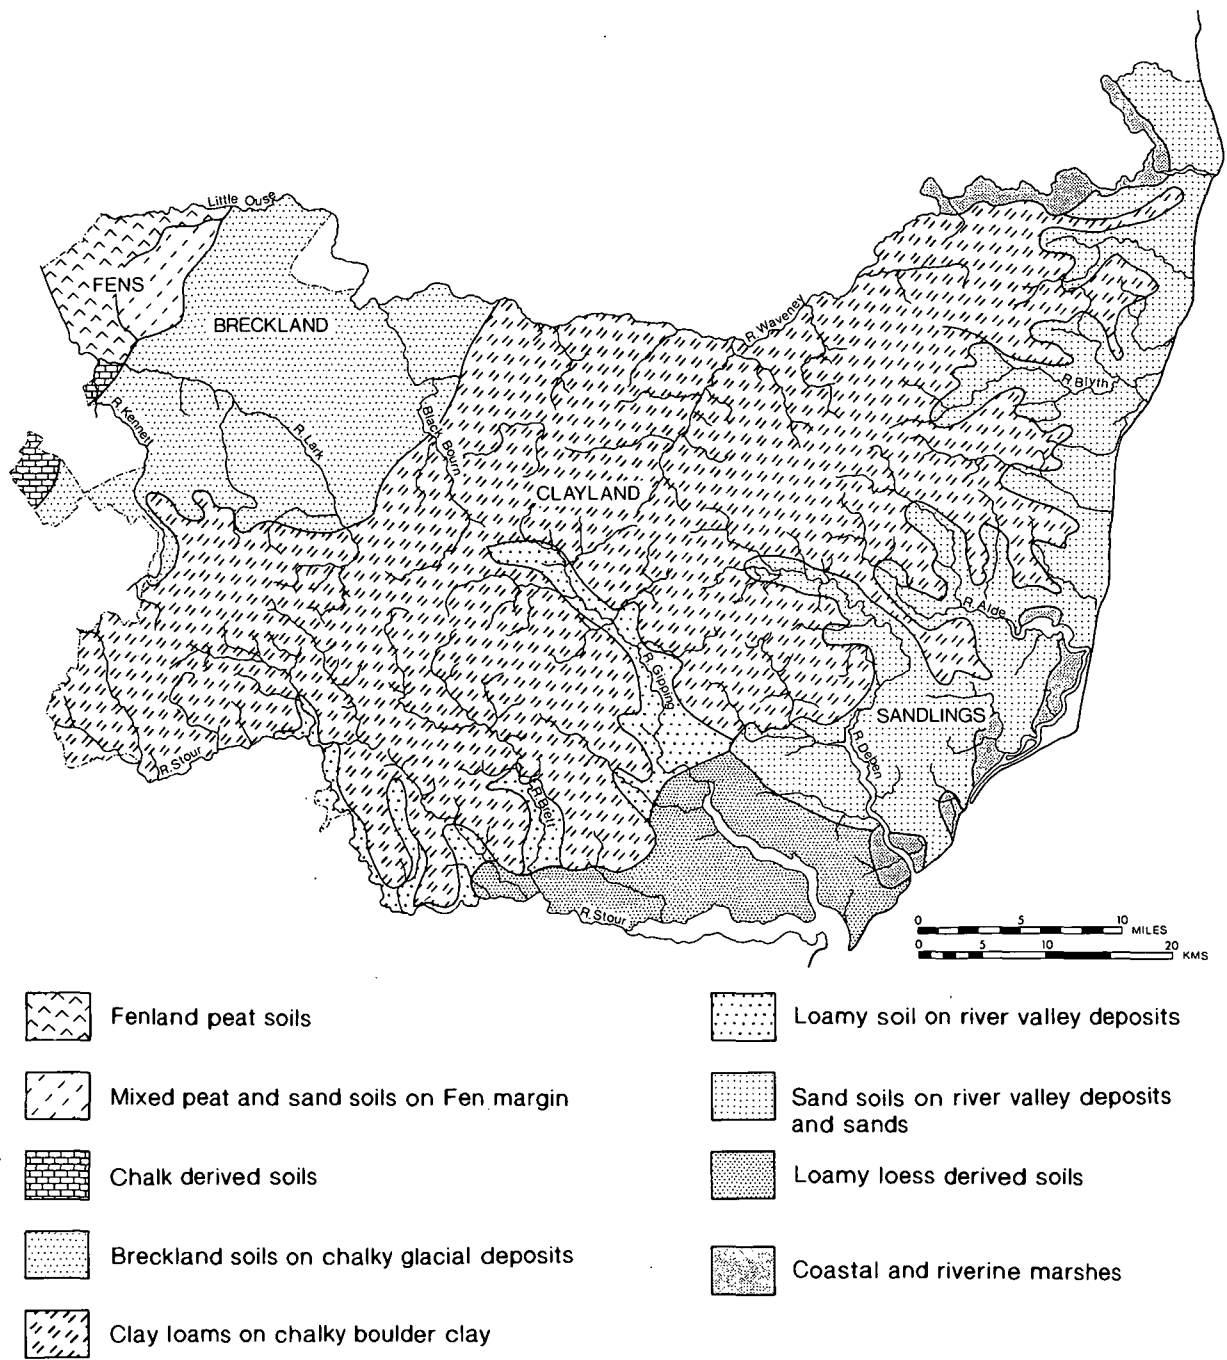 Little Ouse
FENS
BRECKLAND
R. Waveney
R. Blyth
R. Kennet
R. Lark
Black Bourn
CLAYLAND
R. Alde
R. Gipping
SANDLINGS
R. Deben
R. Stour
R. Brett
R. Stour
0 5 10 MILES
0 5 10 20 KMS
Fenland peat soils
Mixed peat and sand soils on Fen margin
Chalk derived soils
Breckland soils on chalky glacial deposits
Clay loams on chalky boulder clay
Loamy soil on river valley deposits
Sand soils on river valley deposits
and sands
Loamy loess derived soils
Coastal and riverine marshes